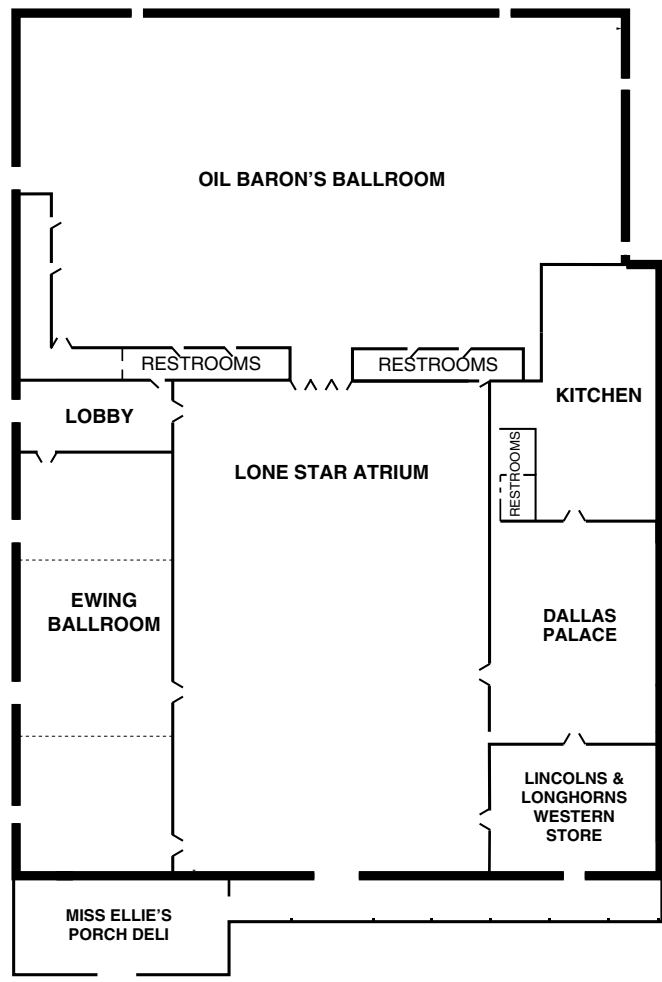 OIL BARON'S BALLROOM
RESTROOMS
RESTROOMS
LOBBY
KITCHEN
LONE STAR ATRIUM
RESTROOMS
EWING
BALLROOM
DALLAS
PALACE
LINCOLNS &
LONGHORNS
WESTERN
STORE
MISS ELLIE'S
PORCH DELI